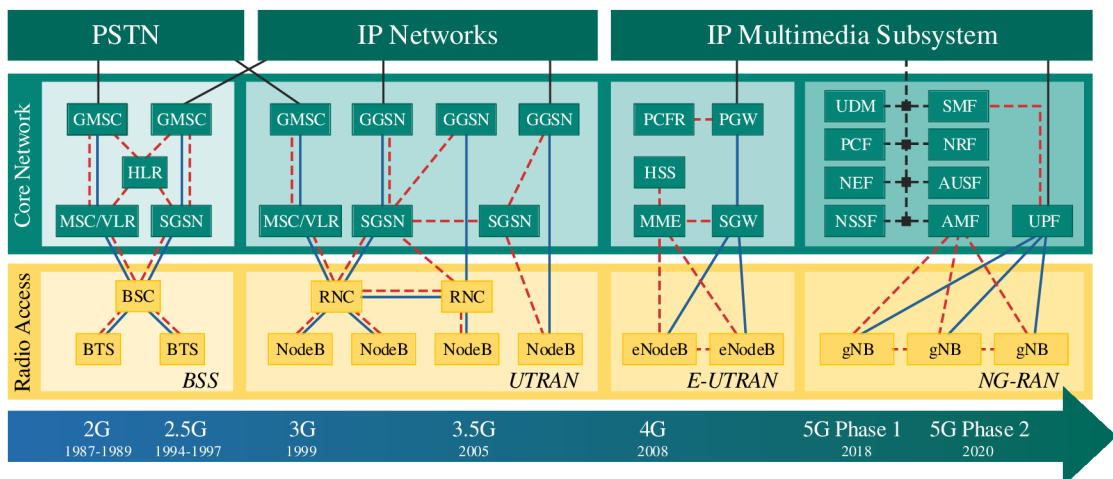 PSTN
IP Networks
IP Multimedia Subsystem
Core Network
GMSC
GMSC
HLR
MSC/VLR
SGSN
GMSC
GGSN
GGSN
GGSN
MSC/VLR
SGSN
SGSN
PCFR
PGW
HSS
MME
SGW
UDM
SMF
PCF
NRF
NEF
AUSF
NSSF
AMF
UPF
Radio Access
BSC
BTS
BTS
BSS
RNC
RNC
NodeB
NodeB
NodeB
NodeB
UTRAN
eNodeB
eNodeB
E-UTRAN
gNB
gNB
gNB
NG-RAN
2G
1987-1989
2.5G
1994-1997
3G
1999
3.5G
2005
4G
2008
5G Phase 1
2018
5G Phase 2
2020